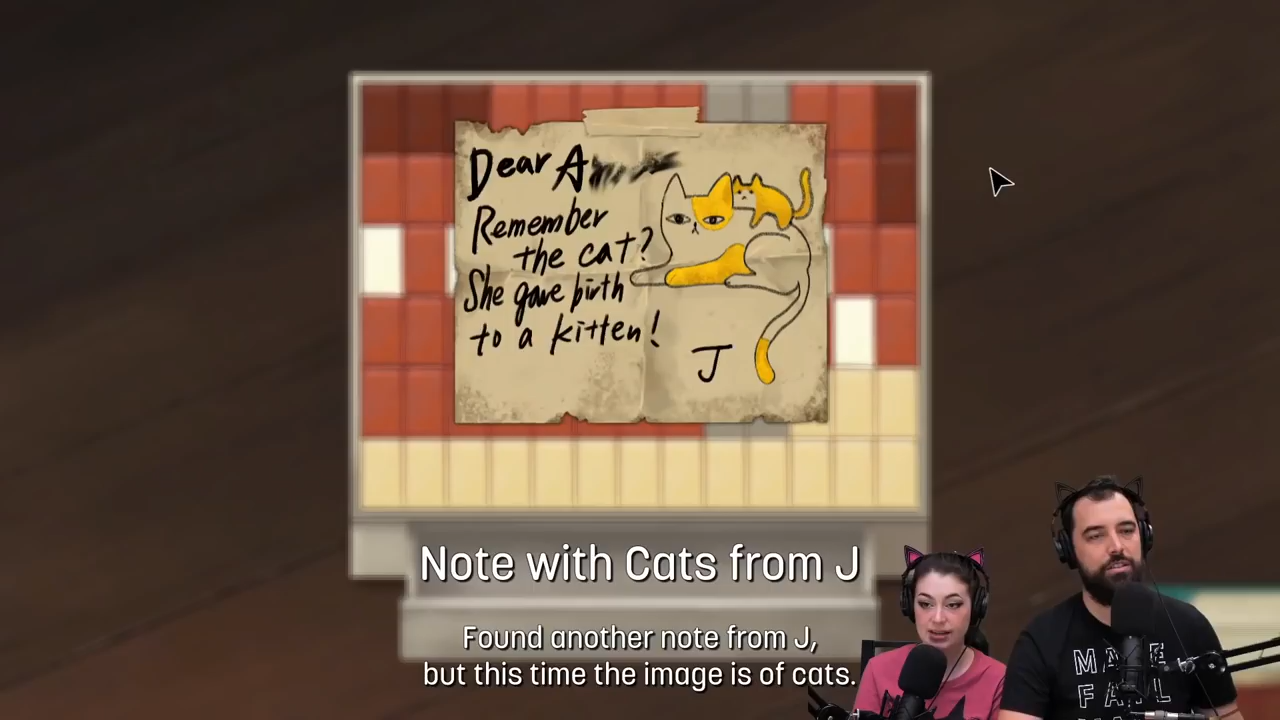 Dear A
Remember
the cat?
She gave birth
to a kitten!
J
Note with Cats from J
Found another note from J,
but this time the image is of cats.